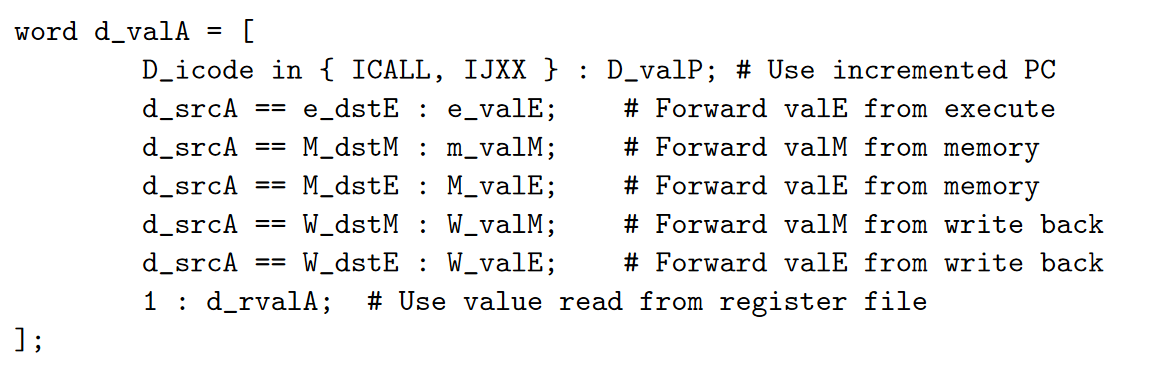 word d_valA = [
D_icode in { ICALL, IJXX } : D_valP; # Use incremented PC
d_srcA == e_dstE : e_valE; # Forward valE from execute
d_srcA == M_dstM : m_valM; # Forward valM from memory
d_srcA == M_dstE : M_valE; # Forward valE from memory
d_srcA == W_dstM : W_valM; # Forward valM from write back
d_srcA == W_dstE : W_valE; # Forward valE from write back
1 : d_rvalA; # Use value read from register file
];